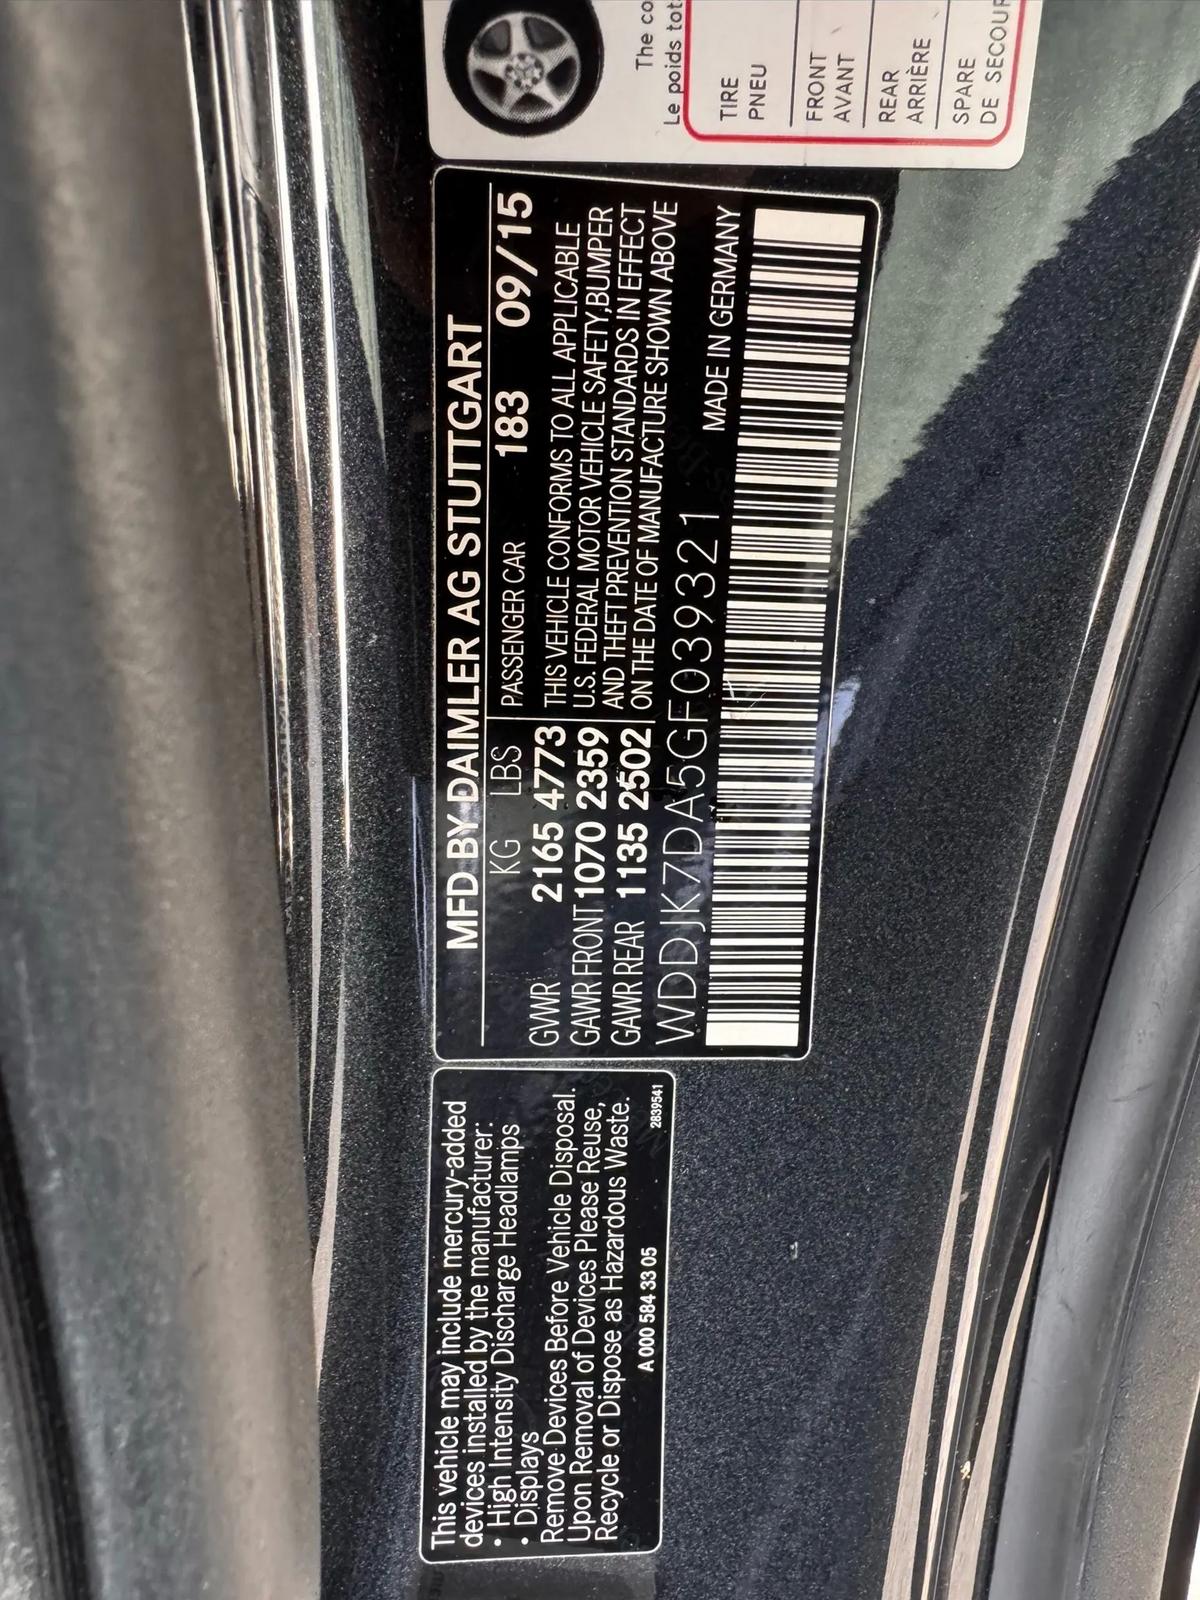 MFD BY DAIMLER AG STUTTGART
KG LBS PASSENGER CAR 183 09/15
GVWR 2165 4773
GAWR FRONT 1070 2359
GAWR REAR 1135 2502
THIS VEHICLE CONFORMS TO ALL APPLICABLE
U.S. FEDERAL MOTOR VEHICLE SAFETY,BUMPER
AND THEFT PREVENTION STANDARDS IN EFFECT
ON THE DATE OF MANUFACTURE SHOWN ABOVE
WDDJK7DA5GF039321 MADE IN GERMANY
This vehicle may include mercury-added
devices installed by the manufacturer:
• High Intensity Discharge Headlamps
• Displays
Remove Devices Before Vehicle Disposal.
Upon Removal of Devices Please Reuse,
Recycle or Dispose as Hazardous Waste.
A 000 584 33 05 2839541
The co
Le poids tot
TIRE
PNEU
FRONT
AVANT
REAR
ARRIÈRE
SPARE
DE SECOUR